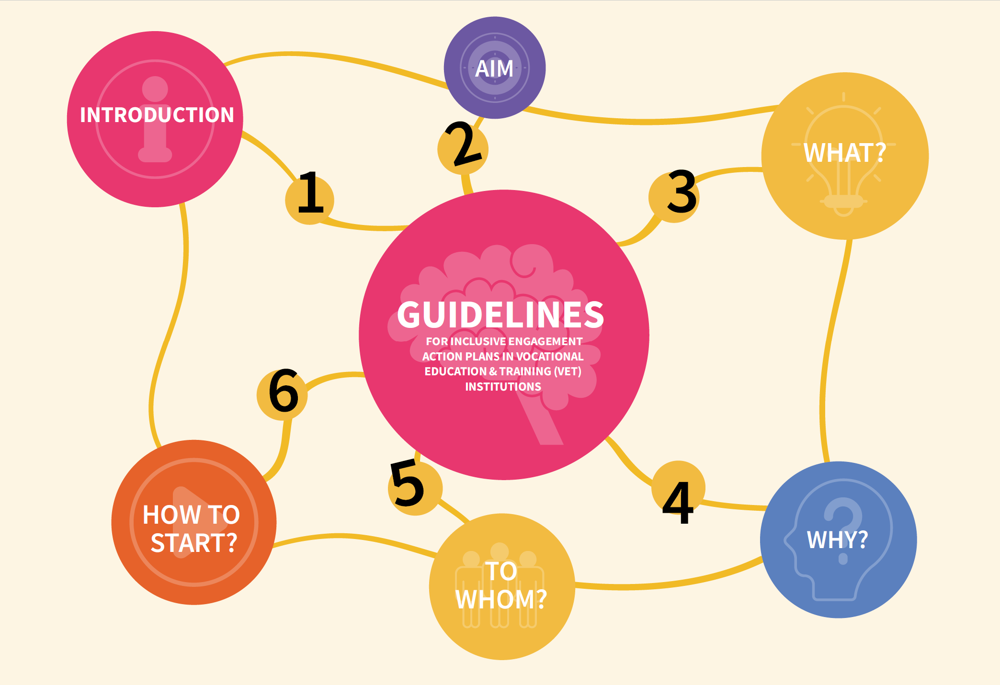 INTRODUCTION
1
AIM
2
WHAT?
3
GUIDELINES
FOR INCLUSIVE ENGAGEMENT
ACTION PLANS IN VOCATIONAL
EDUCATION & TRAINING (VET)
INSTITUTIONS
4
WHY?
5
TO
WHOM?
6
HOW TO
START?